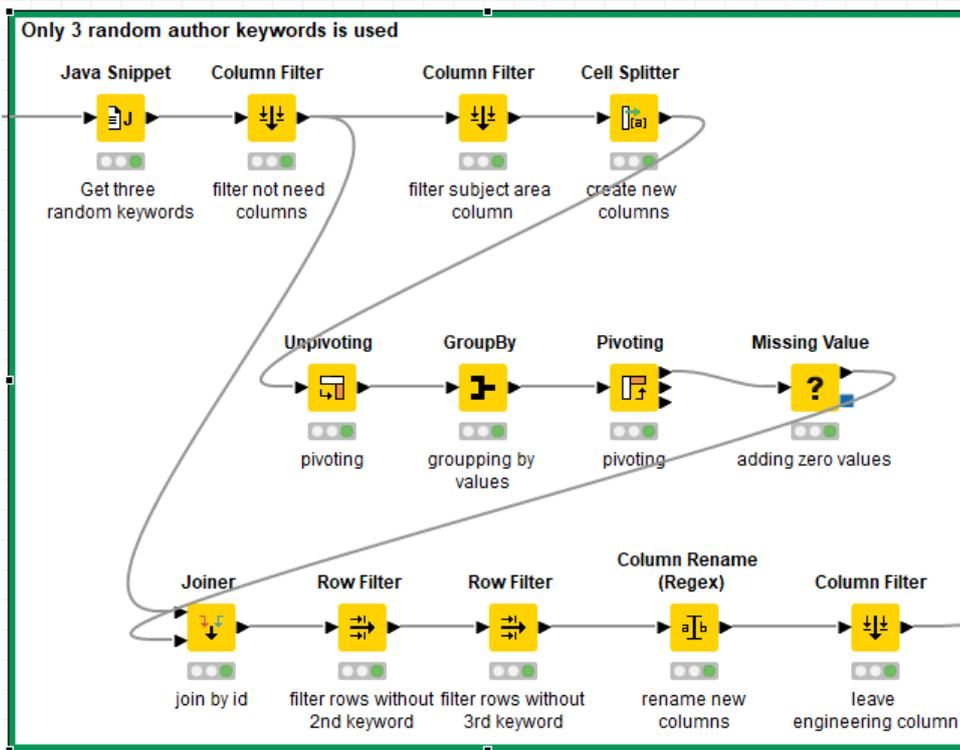 Only 3 random author keywords is used
Java Snippet
Column Filter
Column Filter
Cell Splitter
J
[a]
Get three
random keywords
filter not need
columns
filter subject area
column
create new
columns
Unpivoting
GroupBy
Pivoting
Missing Value
?
pivoting
groupping by
values
pivoting
adding zero values
Joiner
Row Filter
Row Filter
Column Rename
(Regex)
Column Filter
a b
join by id
filter rows without
2nd keyword
filter rows without
3rd keyword
rename new
columns
leave
engineering column